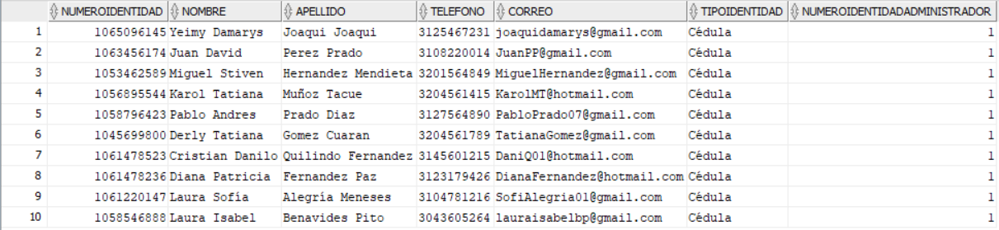 NUMEROIDENTIDAD NOMBRE APELLIDO TELEFONO CORREO TIPOIDENTIDAD NUMEROIDENTIDADADMINISTRADOR
1 1065096145 Yeimy Damarys Joaqui Joaqui 3125467231 joaquidamarys@gmail.com Cédula 1
2 1063456174 Juan David Perez Prado 3108220014 JuanPP@gmail.com Cédula 1
3 1053462589 Miguel Stiven Hernandez Mendieta 3201564849 MiguelHernandez@gmail.com Cédula 1
4 1056895544 Karol Tatiana Muñoz Tacue 3204561415 KarolMT@hotmail.com Cédula 1
5 1058796423 Pablo Andres Prado Diaz 3127564890 PabloPrado07@gmail.com Cédula 1
6 1045699800 Derly Tatiana Gomez Cuaran 3204561789 TatianaGomez@gmail.com Cédula 1
7 1061478523 Cristian Danilo Quilindo Fernandez 3145601215 DaniQ01@hotmail.com Cédula 1
8 1061478236 Diana Patricia Fernandez Paz 3123179426 DianaFernandez@hotmail.com Cédula 1
9 1061220147 Laura Sofía Alegría Meneses 3104781216 SofiAlegria01@gmail.com Cédula 1
10 1058546888 Laura Isabel Benavides Pito 3043605264 lauraisabelbp@gmail.com Cédula 1